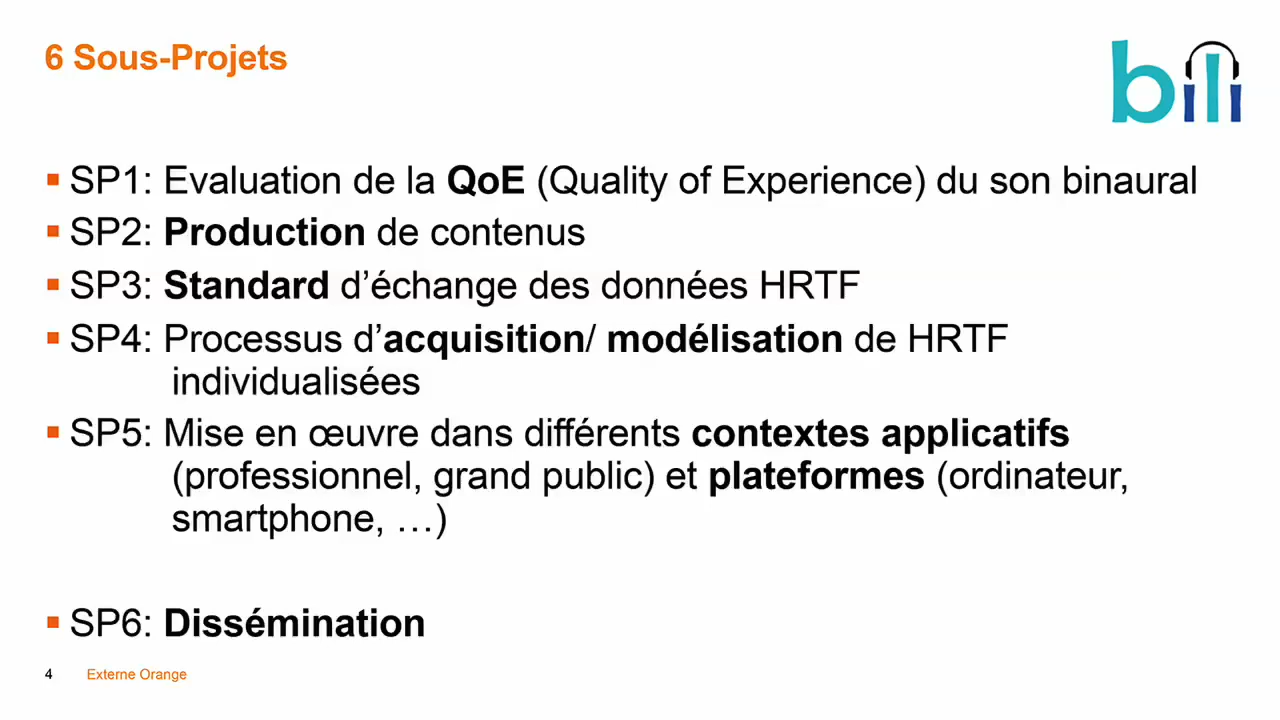 6 Sous-Projets
bili
SP1: Evaluation de la QoE (Quality of Experience) du son binaural
SP2: Production de contenus
SP3: Standard d’échange des données HRTF
SP4: Processus d’acquisition/ modélisation de HRTF
individualisées
SP5: Mise en œuvre dans différents contextes applicatifs
(professionnel, grand public) et plateformes (ordinateur,
smartphone, …)
SP6: Dissémination
4 Externe Orange